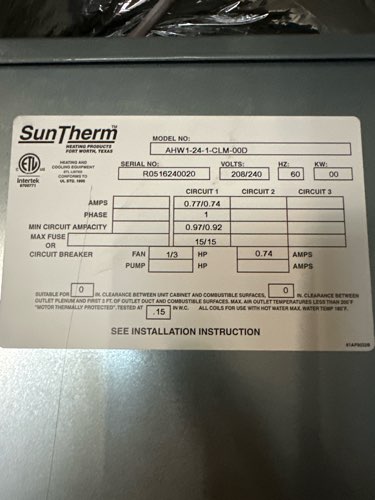 SunTherm™
HEATING PRODUCTS
FORT WORTH, TEXAS
MODEL NO:
AHW1-24-1-CLM-00D
ETL
CM
US
Intertek
9700771
HEATING AND
COOLING EQUIPMENT
ETL LISTED
CONFORMS TO
UL STD. 1995
SERIAL NO: VOLTS: HZ: KW:
R0516240020 208/240 60 00
CIRCUIT 1 CIRCUIT 2 CIRCUIT 3
AMPS 0.77/0.74
PHASE 1
MIN CIRCUIT AMPACITY 0.97/0.92
MAX FUSE 15/15
OR
CIRCUIT BREAKER FAN 1/3 HP 0.74 AMPS
PUMP HP AMPS
SUITABLE FOR 0 IN. CLEARANCE BETWEEN UNIT CABINET AND COMBUSTIBLE SURFACES, 0 IN. CLEARANCE BETWEEN
OUTLET PLENUM AND FIRST 3 FT. OF OUTLET DUCT AND COMBUSTIBLE SURFACES. MAX. AIR OUTLET TEMPERATURES LESS THAN 200°F
"MOTOR THERMALLY PROTECTED". TESTED AT .15 IN W.C. ALL COILS FOR USE WITH HOT WATER MAX. WATER TEMP 180°F.
SEE INSTALLATION INSTRUCTION